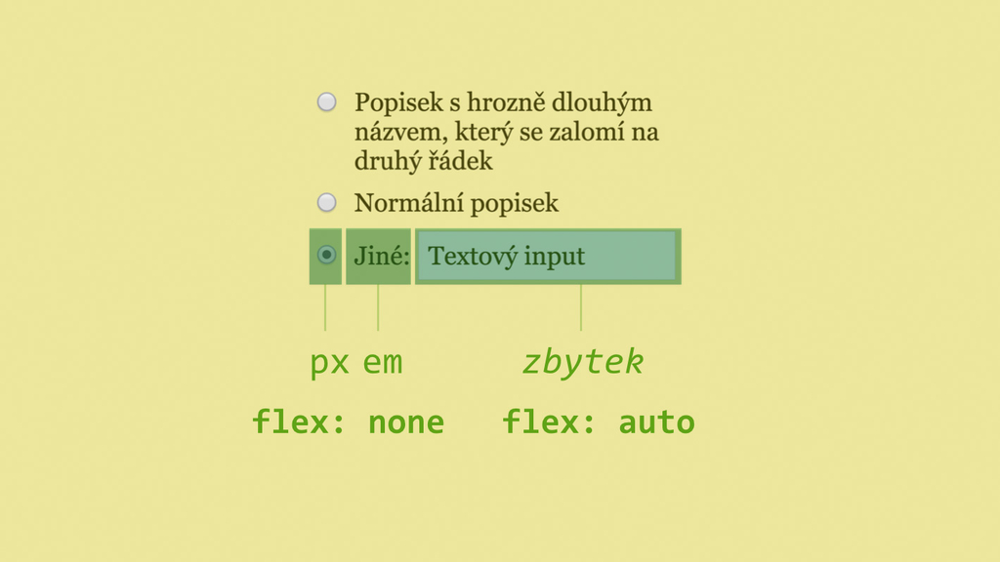 Popisek s hrozně dlouhým
názvem, který se zalomí na
druhý řádek
Normální popisek
Jiné: Textový input
px em zbytek
flex: none flex: auto